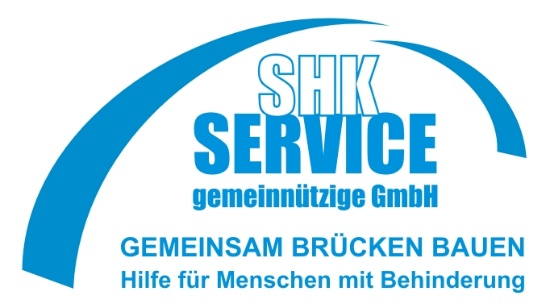 SHK
SERVICE
gemeinnützige GmbH
GEMEINSAM BRÜCKEN BAUEN
Hilfe für Menschen mit Behinderung